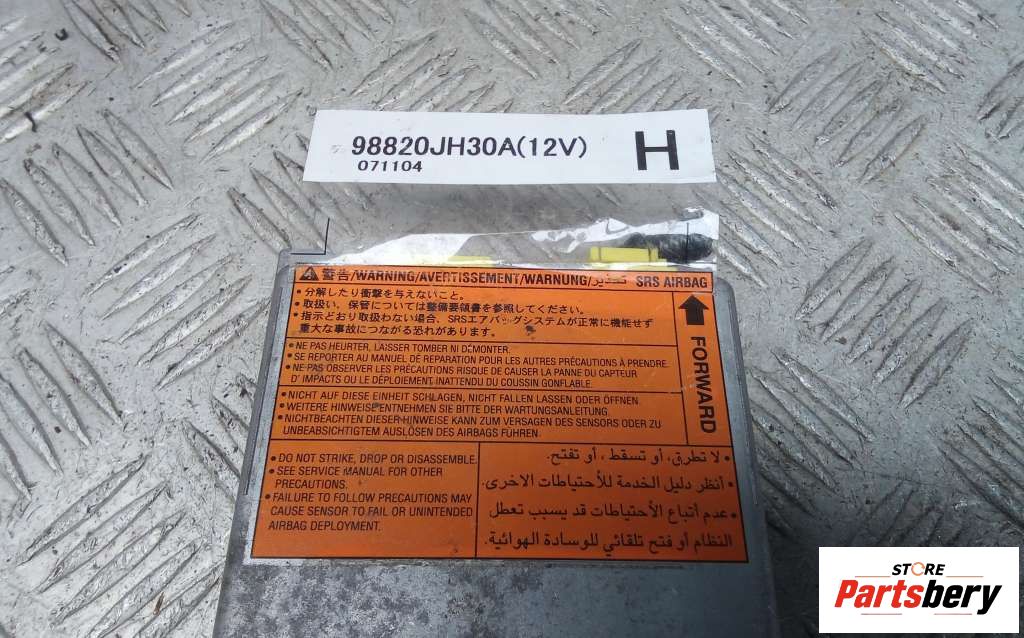 98820JH30A(12V)
H
071104
警告/WARNING/AVERTISSEMENT/WARNUNG/تحذير SRS AIRBAG
• 分解したり衝撃を与えないこと。
• 取扱い、保管については整備要領書を参照してください。
• 指示どおり取扱わない場合、SRSエアバッグシステムが正常に機能せず
重大な事故につながる恐れがあります。
FORWARD
• NE PAS HEURTER, LAISSER TOMBER NI DÉMONTER.
• SE REPORTER AU MANUEL DE REPARATION POUR LES AUTRES PRÉCAUTIONS À PRENDRE.
• NE-PAS OBSERVER LES PRÉCAUTIONS RISQUE DE CAUSER LA PANNE DU CAPTEUR
D' IMPACTS OU LE DÉPLOIEMENT INATTENDU DU COUSSIN GONFLABLE.
• NICHT AUF DIESE EINHEIT SCHLAGEN, NICHT FALLEN LASSEN ODER ÖFFNEN.
• WEITERE HINWEISE ENTNEHMEN SIE BITTE DER WARTUNGSANLEITUNG.
• NICHTBEACHTEN DIESER HINWEISE KANN ZUM VERSAGEN DES SENSORS ODER ZU
UNBEABSICHTIGTEM AUSLÖSEN DES AIRBAGS FÜHREN.
• DO NOT STRIKE, DROP OR DISASSEMBLE.
• SEE SERVICE MANUAL FOR OTHER
PRECAUTIONS.
• FAILURE TO FOLLOW PRECAUTIONS MAY
CAUSE SENSOR TO FAIL OR UNINTENDED
AIRBAG DEPLOYMENT.
• لا تطرق، أو تسقط، أو تفتح.
• أنظر دليل الخدمة للأحتياطات الاخرى.
• عدم أتباع الأحتياطات قد يسبب تعطل
النظام أو فتح تلقائي للوسادة الهوائية.
STORE
Partsbery